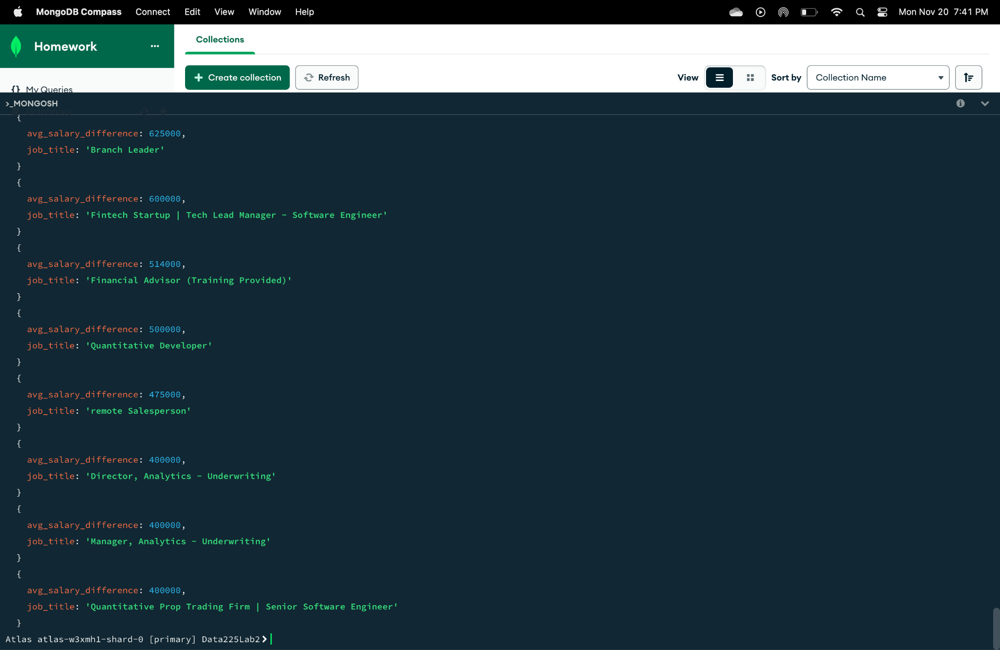 MongoDB Compass Connect Edit View Window Help Mon Nov 20 7:41 PM
Homework ...
Collections
+ Create collection Refresh View Sort by Collection Name
{} My Queries
>_MONGOSH
Databases
{
avg_salary_difference: 625000,
job_title: 'Branch Leader'
}
{
avg_salary_difference: 600000,
job_title: 'Fintech Startup | Tech Lead Manager - Software Engineer'
}
{
avg_salary_difference: 514000,
job_title: 'Financial Advisor (Training Provided)'
}
{
avg_salary_difference: 500000,
job_title: 'Quantitative Developer'
}
{
avg_salary_difference: 475000,
job_title: 'remote Salesperson'
}
{
avg_salary_difference: 400000,
job_title: 'Director, Analytics - Underwriting'
}
{
avg_salary_difference: 400000,
job_title: 'Manager, Analytics - Underwriting'
}
{
avg_salary_difference: 400000,
job_title: 'Quantitative Prop Trading Firm | Senior Software Engineer'
}
Atlas atlas-w3xmh1-shard-0 [primary] Data225Lab2>